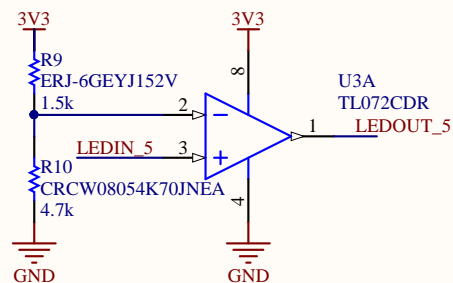 3V3
3V3
R9
ERJ-6GEYJ152V
1.5k
8
U3A
TL072CDR
2
1
LEDOUT_5
LEDIN_5
3
R10
CRCW08054K70JNEA
4.7k
4
GND
GND